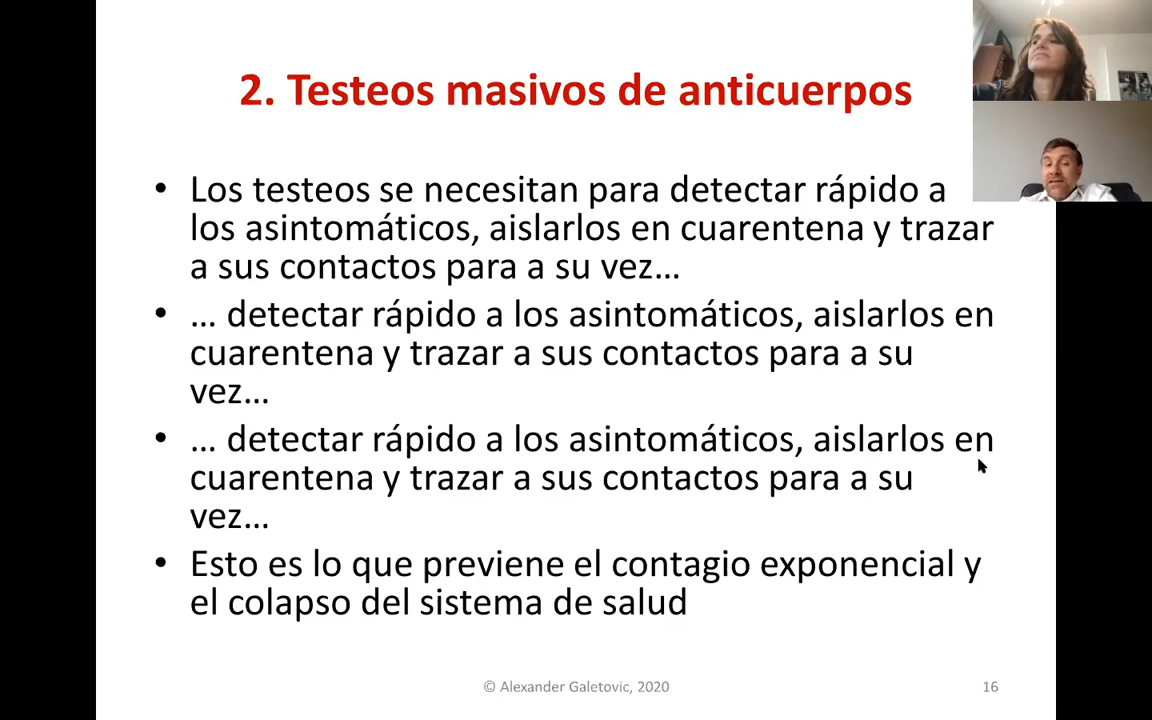 2. Testeos masivos de anticuerpos
• Los testeos se necesitan para detectar rápido a
los asintomáticos, aislarlos en cuarentena y trazar
a sus contactos para a su vez…
• … detectar rápido a los asintomáticos, aislarlos en
cuarentena y trazar a sus contactos para a su
vez…
• … detectar rápido a los asintomáticos, aislarlos en
cuarentena y trazar a sus contactos para a su
vez…
• Esto es lo que previene el contagio exponencial y
el colapso del sistema de salud
© Alexander Galetovic, 2020
16